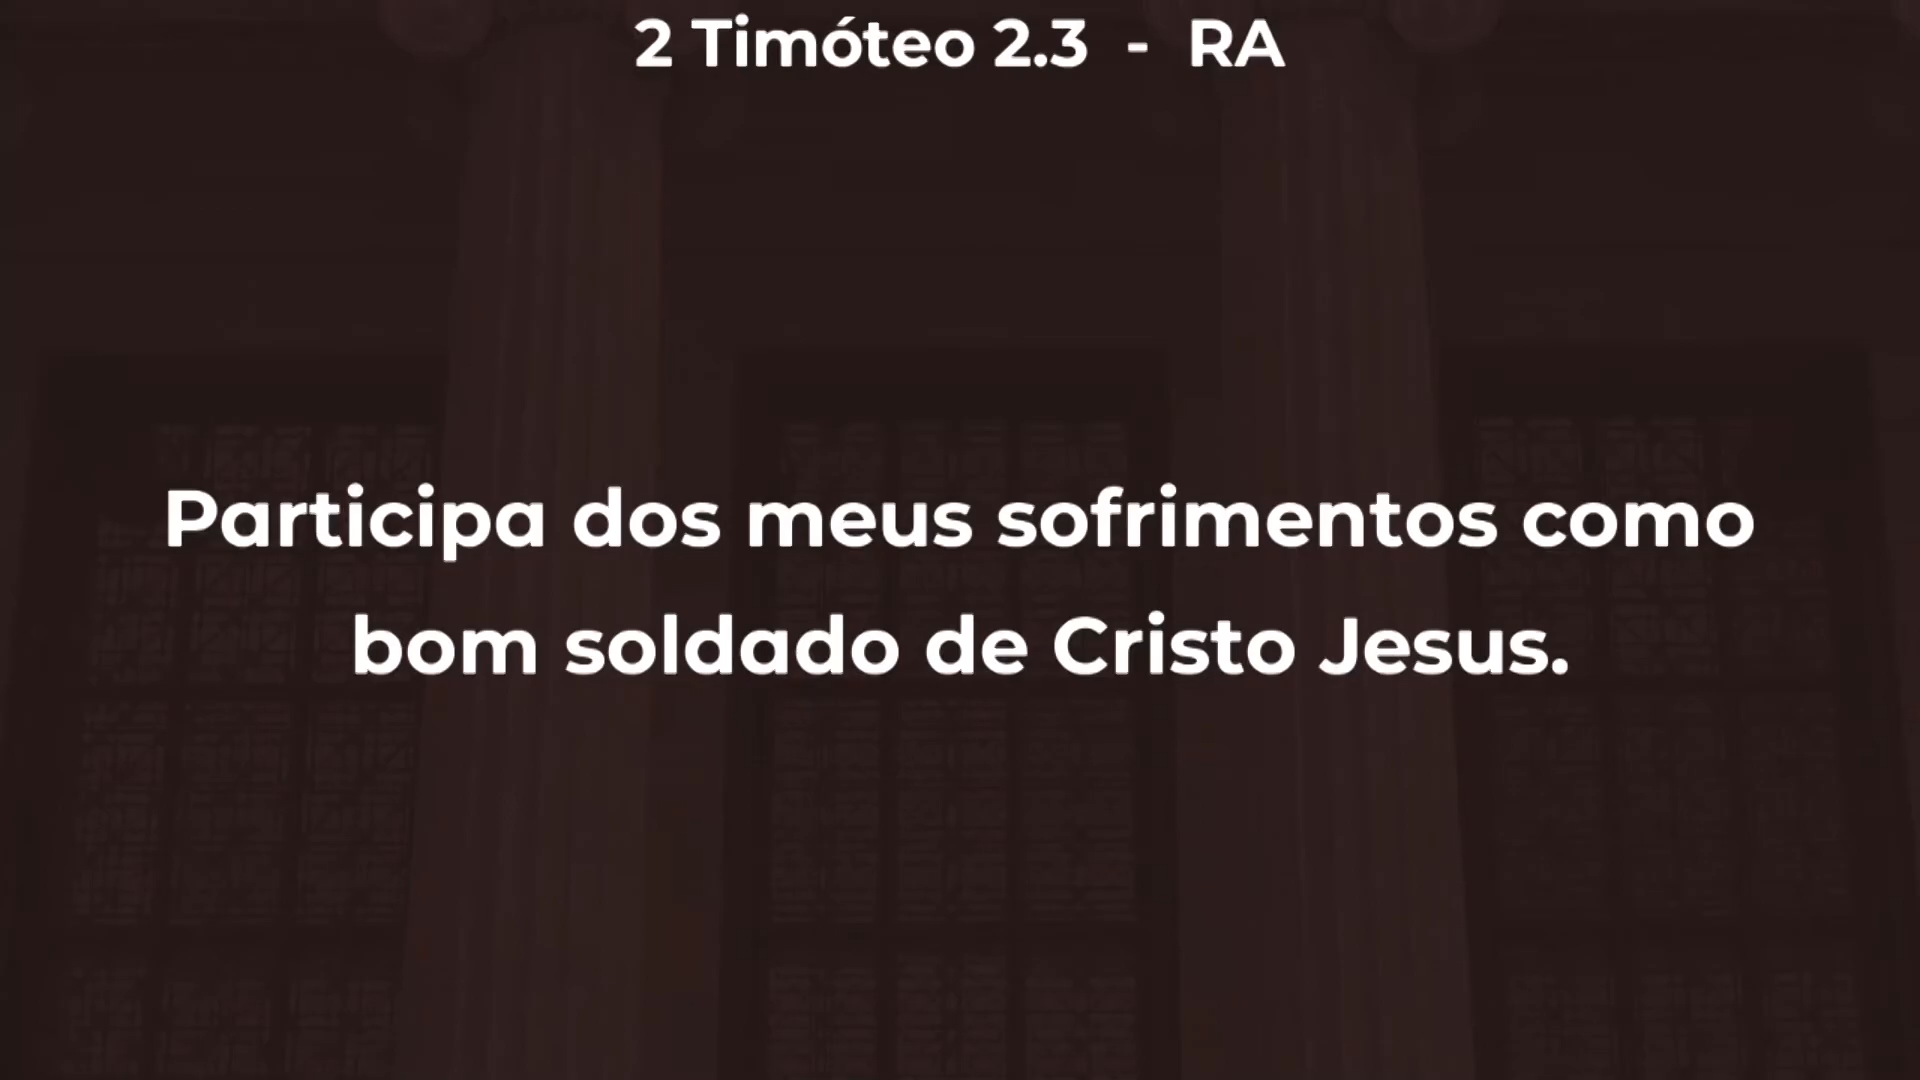 2 Timóteo 2.3 - RA
Participa dos meus sofrimentos como
bom soldado de Cristo Jesus.